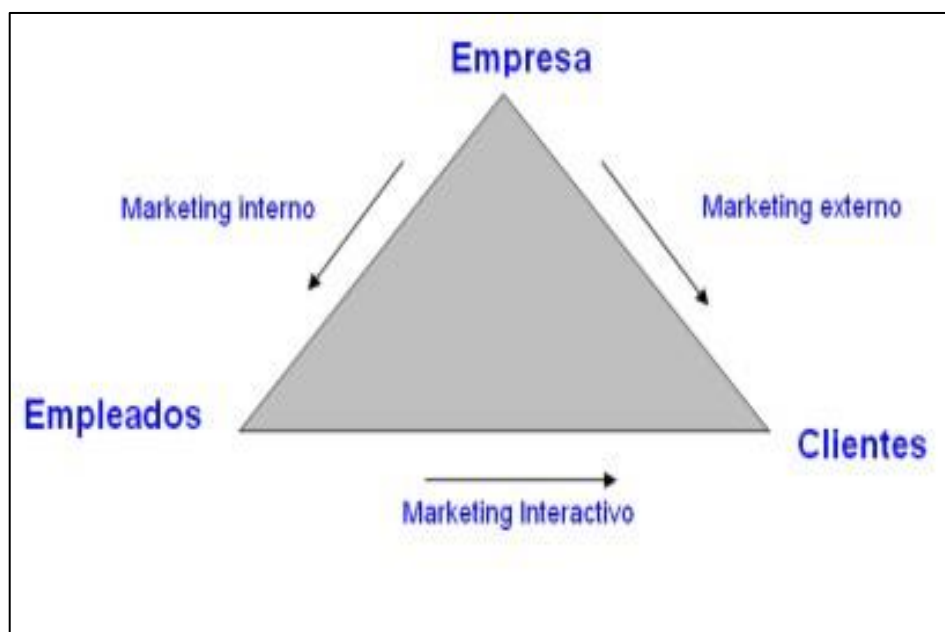 Empresa
Marketing interno
Marketing externo
Empleados
Clientes
Marketing Interactivo